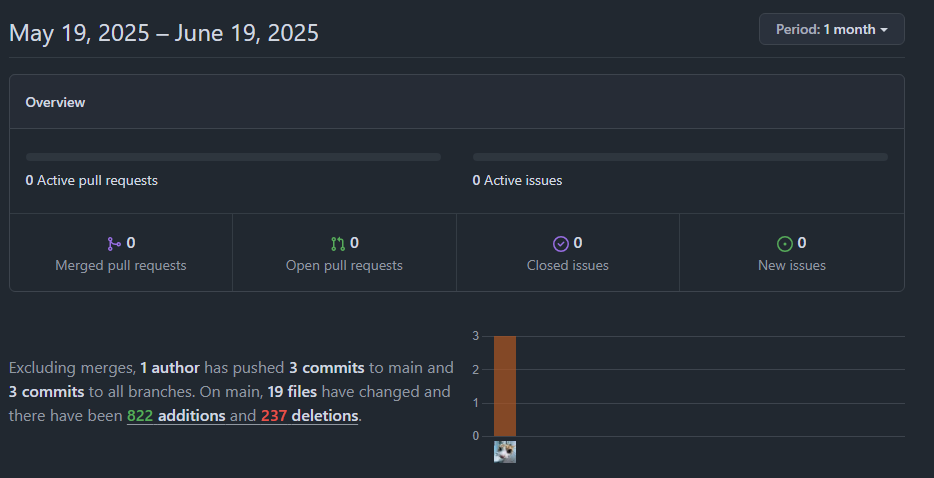 May 19, 2025 – June 19, 2025
Period: 1 month
Overview
0 Active pull requests
0 Active issues
0
Merged pull requests
0
Open pull requests
0
Closed issues
0
New issues
Excluding merges, 1 author has pushed 3 commits to main and
3 commits to all branches. On main, 19 files have changed and
there have been 822 additions and 237 deletions.
3
2
1
0